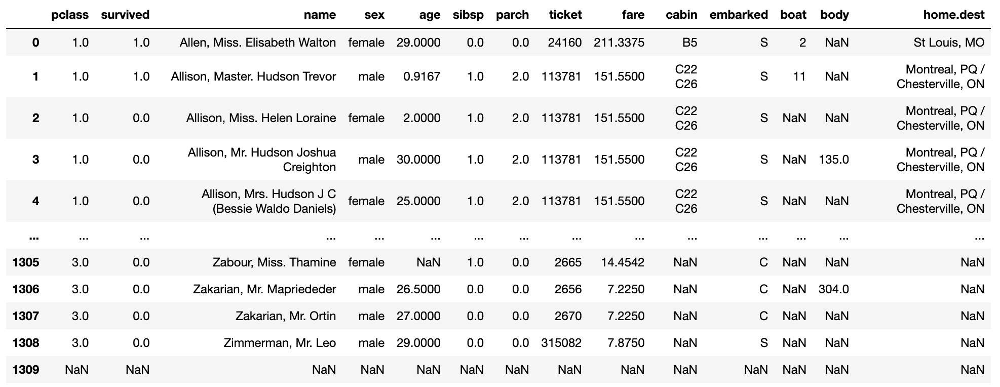 pclass survived name sex age sibsp parch ticket fare cabin embarked boat body home.dest
0 1.0 1.0 Allen, Miss. Elisabeth Walton female 29.0000 0.0 0.0 24160 211.3375 B5 S 2 NaN St Louis, MO
1 1.0 1.0 Allison, Master. Hudson Trevor male 0.9167 1.0 2.0 113781 151.5500 C22 C26 S 11 NaN Montreal, PQ / Chesterville, ON
2 1.0 0.0 Allison, Miss. Helen Loraine female 2.0000 1.0 2.0 113781 151.5500 C22 C26 S NaN NaN Montreal, PQ / Chesterville, ON
3 1.0 0.0 Allison, Mr. Hudson Joshua Creighton male 30.0000 1.0 2.0 113781 151.5500 C22 C26 S NaN 135.0 Montreal, PQ / Chesterville, ON
4 1.0 0.0 Allison, Mrs. Hudson J C (Bessie Waldo Daniels) female 25.0000 1.0 2.0 113781 151.5500 C22 C26 S NaN NaN Montreal, PQ / Chesterville, ON
... ... ... ... ... ... ... ... ... ... ... ... ... ... ...
1305 3.0 0.0 Zabour, Miss. Thamine female NaN 1.0 0.0 2665 14.4542 NaN C NaN NaN NaN
1306 3.0 0.0 Zakarian, Mr. Mapriededer male 26.5000 0.0 0.0 2656 7.2250 NaN C NaN 304.0 NaN
1307 3.0 0.0 Zakarian, Mr. Ortin male 27.0000 0.0 0.0 2670 7.2250 NaN C NaN NaN NaN
1308 3.0 0.0 Zimmerman, Mr. Leo male 29.0000 0.0 0.0 315082 7.8750 NaN S NaN NaN NaN
1309 NaN NaN NaN NaN NaN NaN NaN NaN NaN NaN NaN NaN NaN NaN